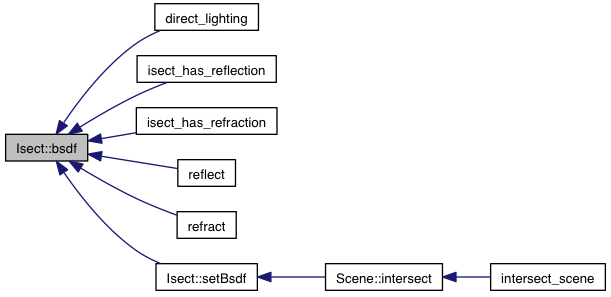 direct_lighting
isect_has_reflection
isect_has_refraction
Isect::bsdf
reflect
refract
Isect::setBsdf
Scene::intersect
intersect_scene